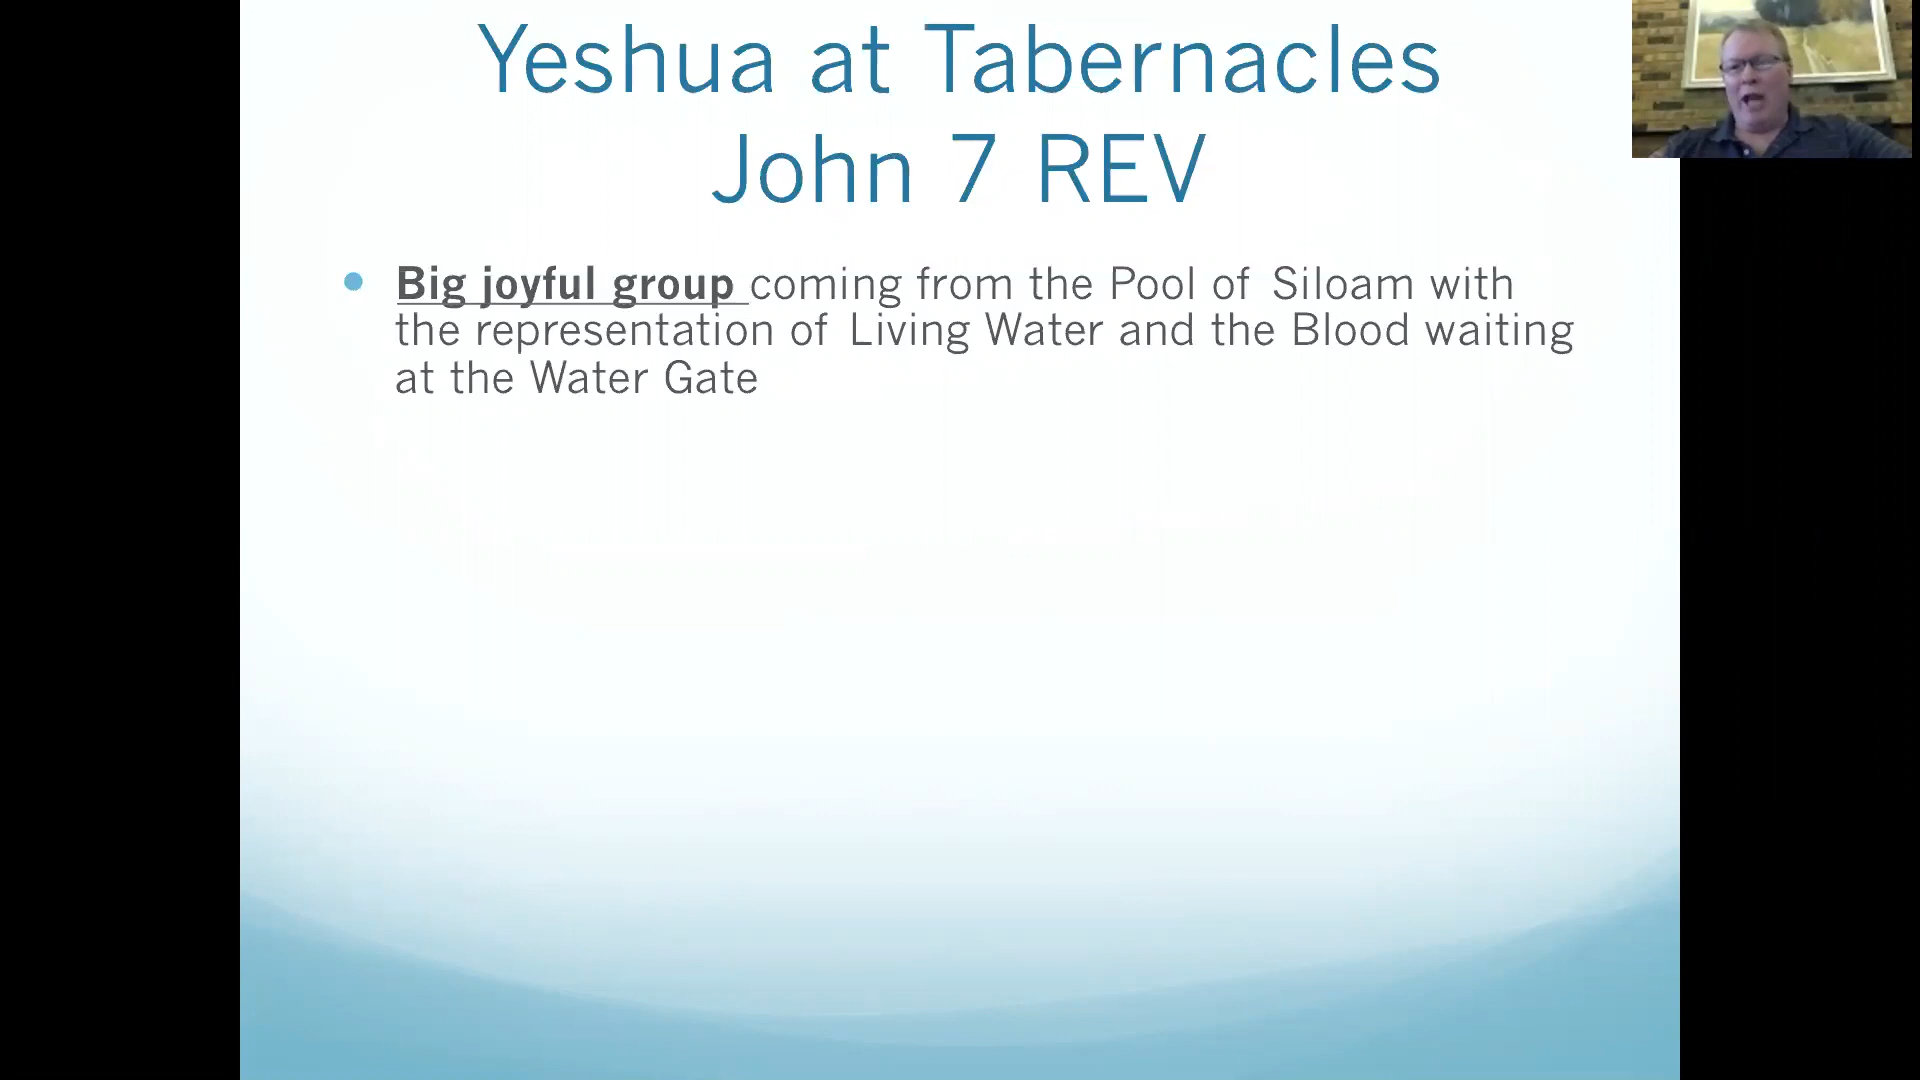 Yeshua at Tabernacles
John 7 REV
Big joyful group coming from the Pool of Siloam with
the representation of Living Water and the Blood waiting
at the Water Gate